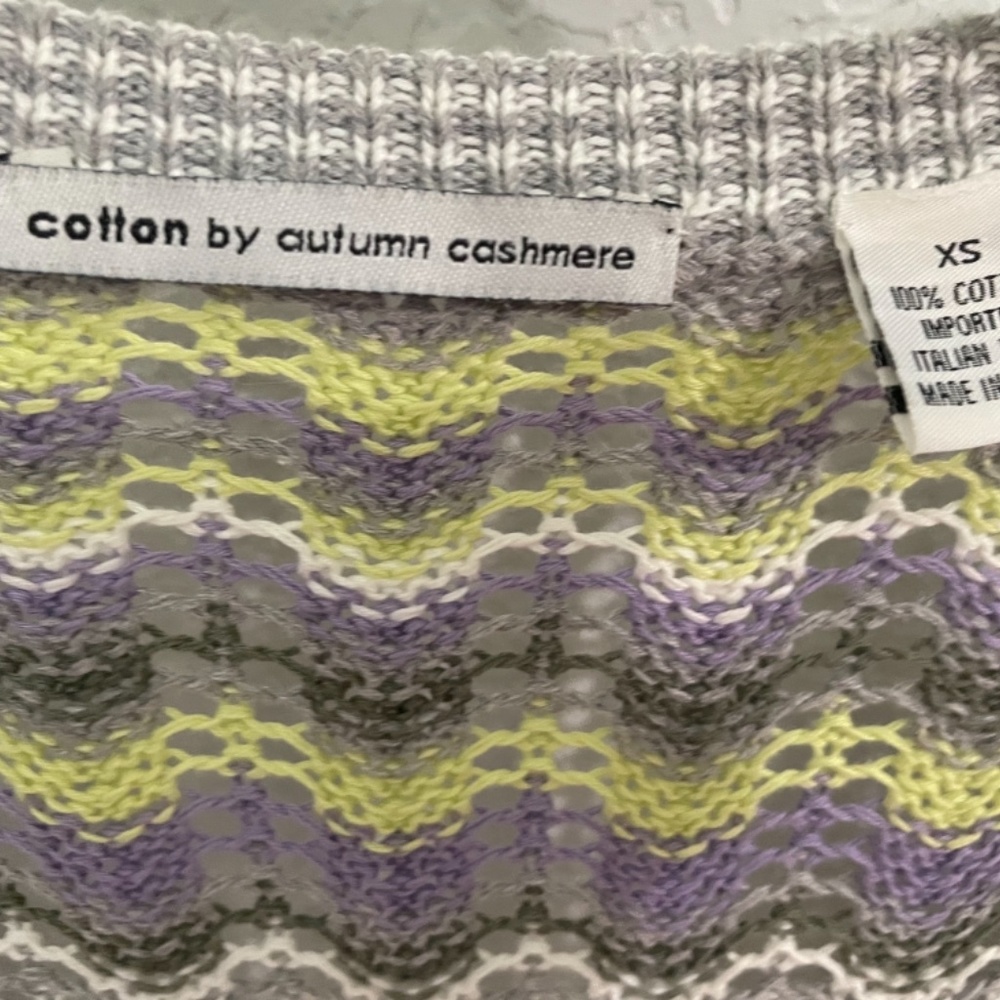 cotton by autumn cashmere
XS
100% COT
IMPORT
ITALIAN
MADE IN